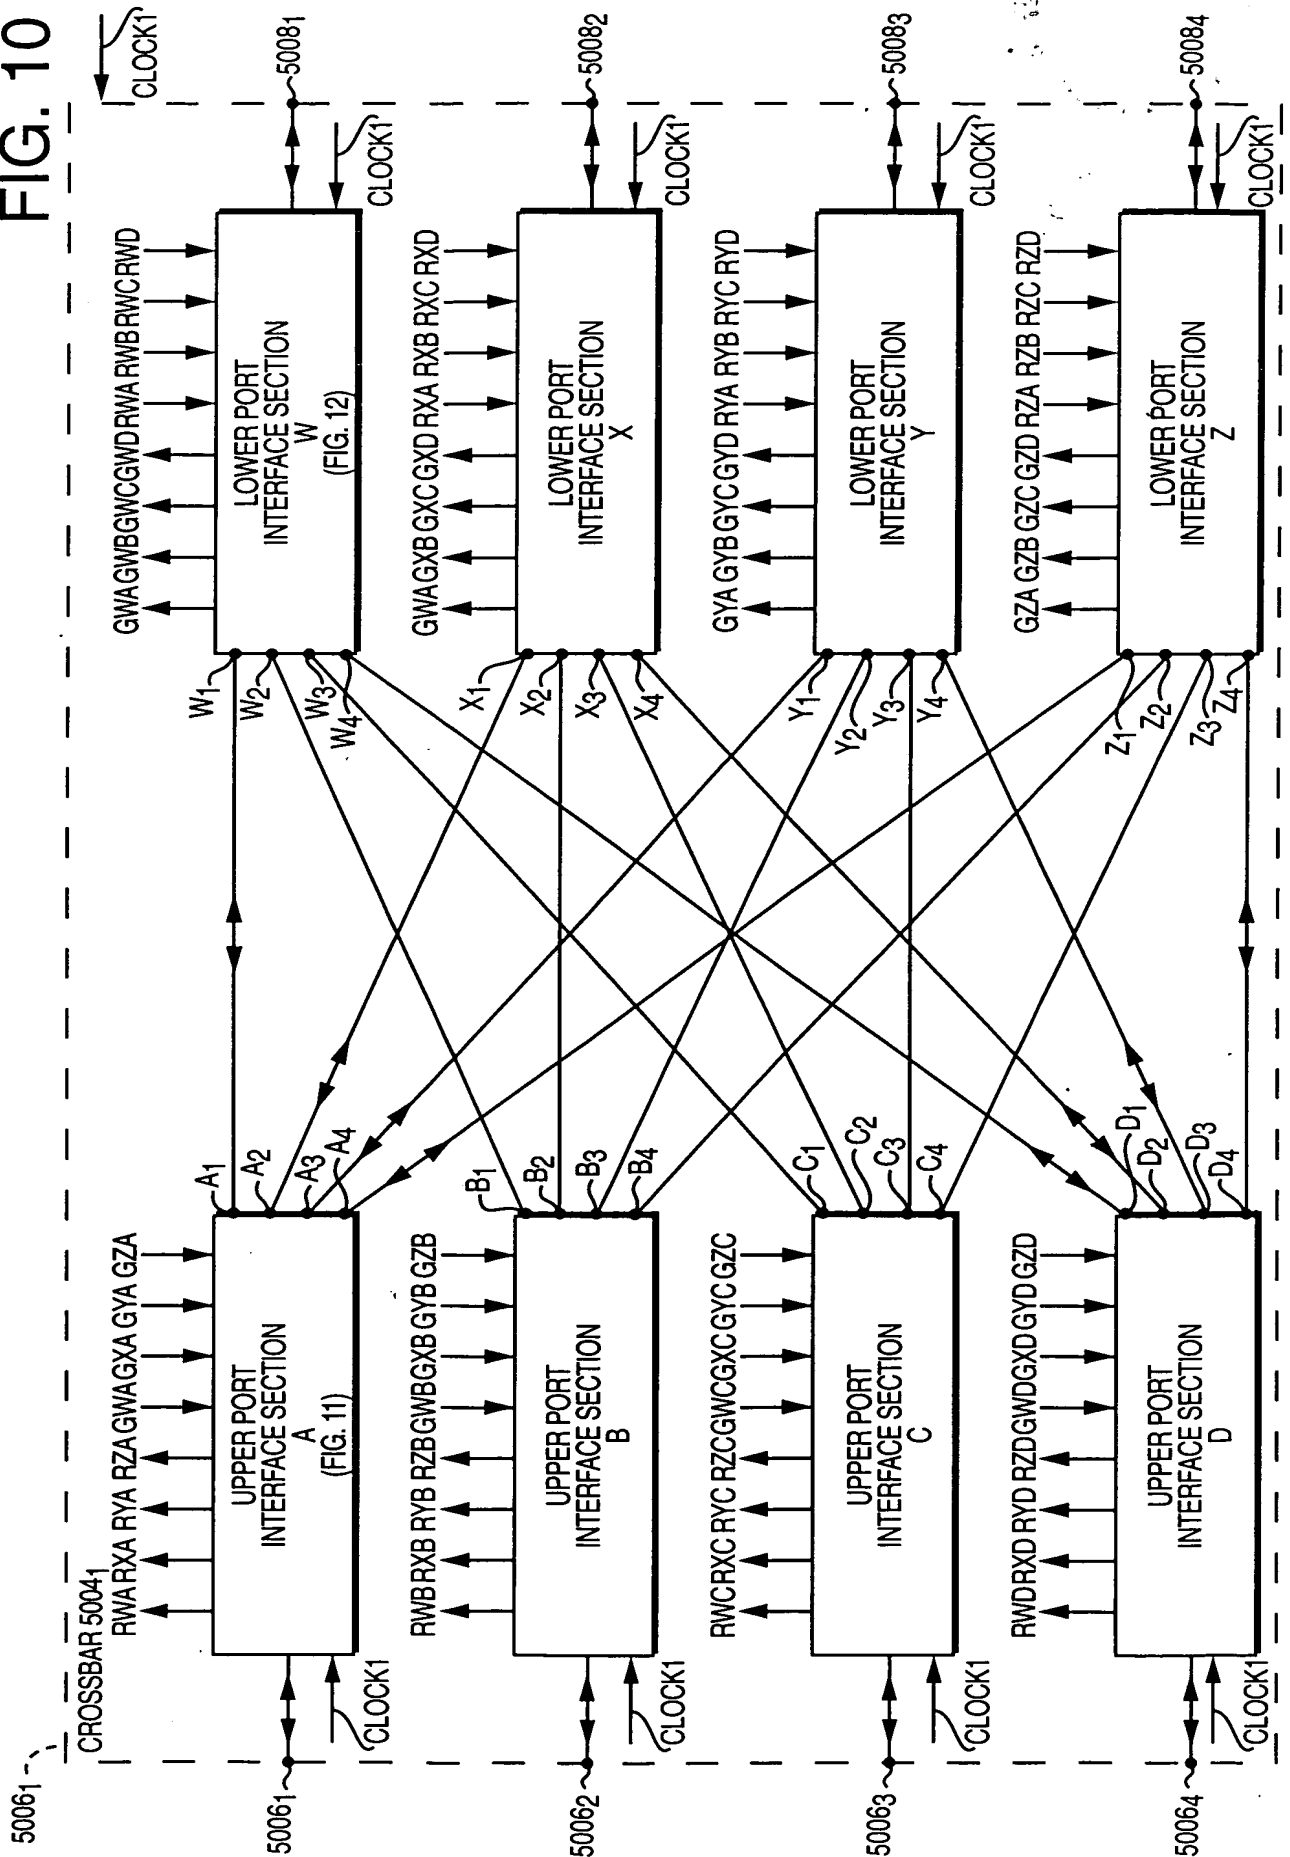 FIG. 10
50061
CROSSBAR 50041
CLOCK1
RWA RXA RYA RZA GWA GXA GYA GZA
50061
UPPER PORT
INTERFACE SECTION
A
(FIG. 11)
CLOCK1
A1
A2
A3
A4
GWA GWB GWC GWD RWA RWB RWC RWD
W1
W2
W3
W4
LOWER PORT
INTERFACE SECTION
W
(FIG. 12)
50081
CLOCK1
RWB RXB RYB RZB GWB GXB GYB GZB
50062
UPPER PORT
INTERFACE SECTION
B
CLOCK1
B1
B2
B3
B4
GWA GXB GXC GXD RXA RXB RXC RXD
X1
X2
X3
X4
LOWER PORT
INTERFACE SECTION
X
50082
CLOCK1
RWC RXC RYC RZC GWC GXC GYC GZC
50063
UPPER PORT
INTERFACE SECTION
C
CLOCK1
C1
C2
C3
C4
GYA GYB GYC GYD RYA RYB RYC RYD
Y1
Y2
Y3
Y4
LOWER PORT
INTERFACE SECTION
Y
50083
CLOCK1
RWD RXD RYD RZD GWD GXD GYD GZD
50064
UPPER PORT
INTERFACE SECTION
D
CLOCK1
D1
D2
D3
D4
GZA GZB GZC GZD RZA RZB RZC RZD
Z1
Z2
Z3
Z4
LOWER PORT
INTERFACE SECTION
Z
50084
CLOCK1